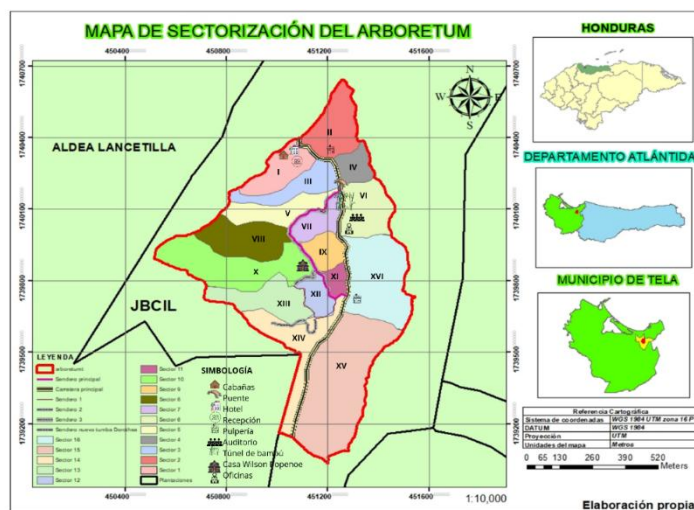 MAPA DE SECTORIZACIÓN DEL ARBORETUM
450400 450800 451200 451600
1740700
1740400
1740100
1739800
1739500
1739200
N
W E
S
ALDEA LANCETILLA
JBCIL
I
II
III
IV
V
VI
VII
VIII
IX
X
XI
XII
XIII
XIV
XV
XVI
LEYENDA
arboretumI
Sendero principal
Carretera principal
Sendero 1
Sendero 2
Sendero 3
Sector 16
Sector 15
Sector 14
Sector 13
Sector 12
Sector 11
Sector 10
Sector 9
Sector 8
Sector 7
Sector 6
Sector 5
Sector 4
Sector 3
Sector 2
Sector 1
Plantaciones
SIMBOLOGÍA
Cabañas
Puente
Hotel
Recepción
Pulpería
Auditorio
Túnel de bambú
Casa Wilson Popenoe
Oficinas
450400 450800 451200 451600
1:10,000
HONDURAS
DEPARTAMENTO ATLÁNTIDA
MUNICIPIO DE TELA
Referencia Cartográfica
Sistema de coordenadas WGS 1984 UTM zona 16 P
DATUM WGS 1984
Proyección UTM
Unidades del mapa Metros
0 65 130 260 390 520
Meters
Elaboración propia